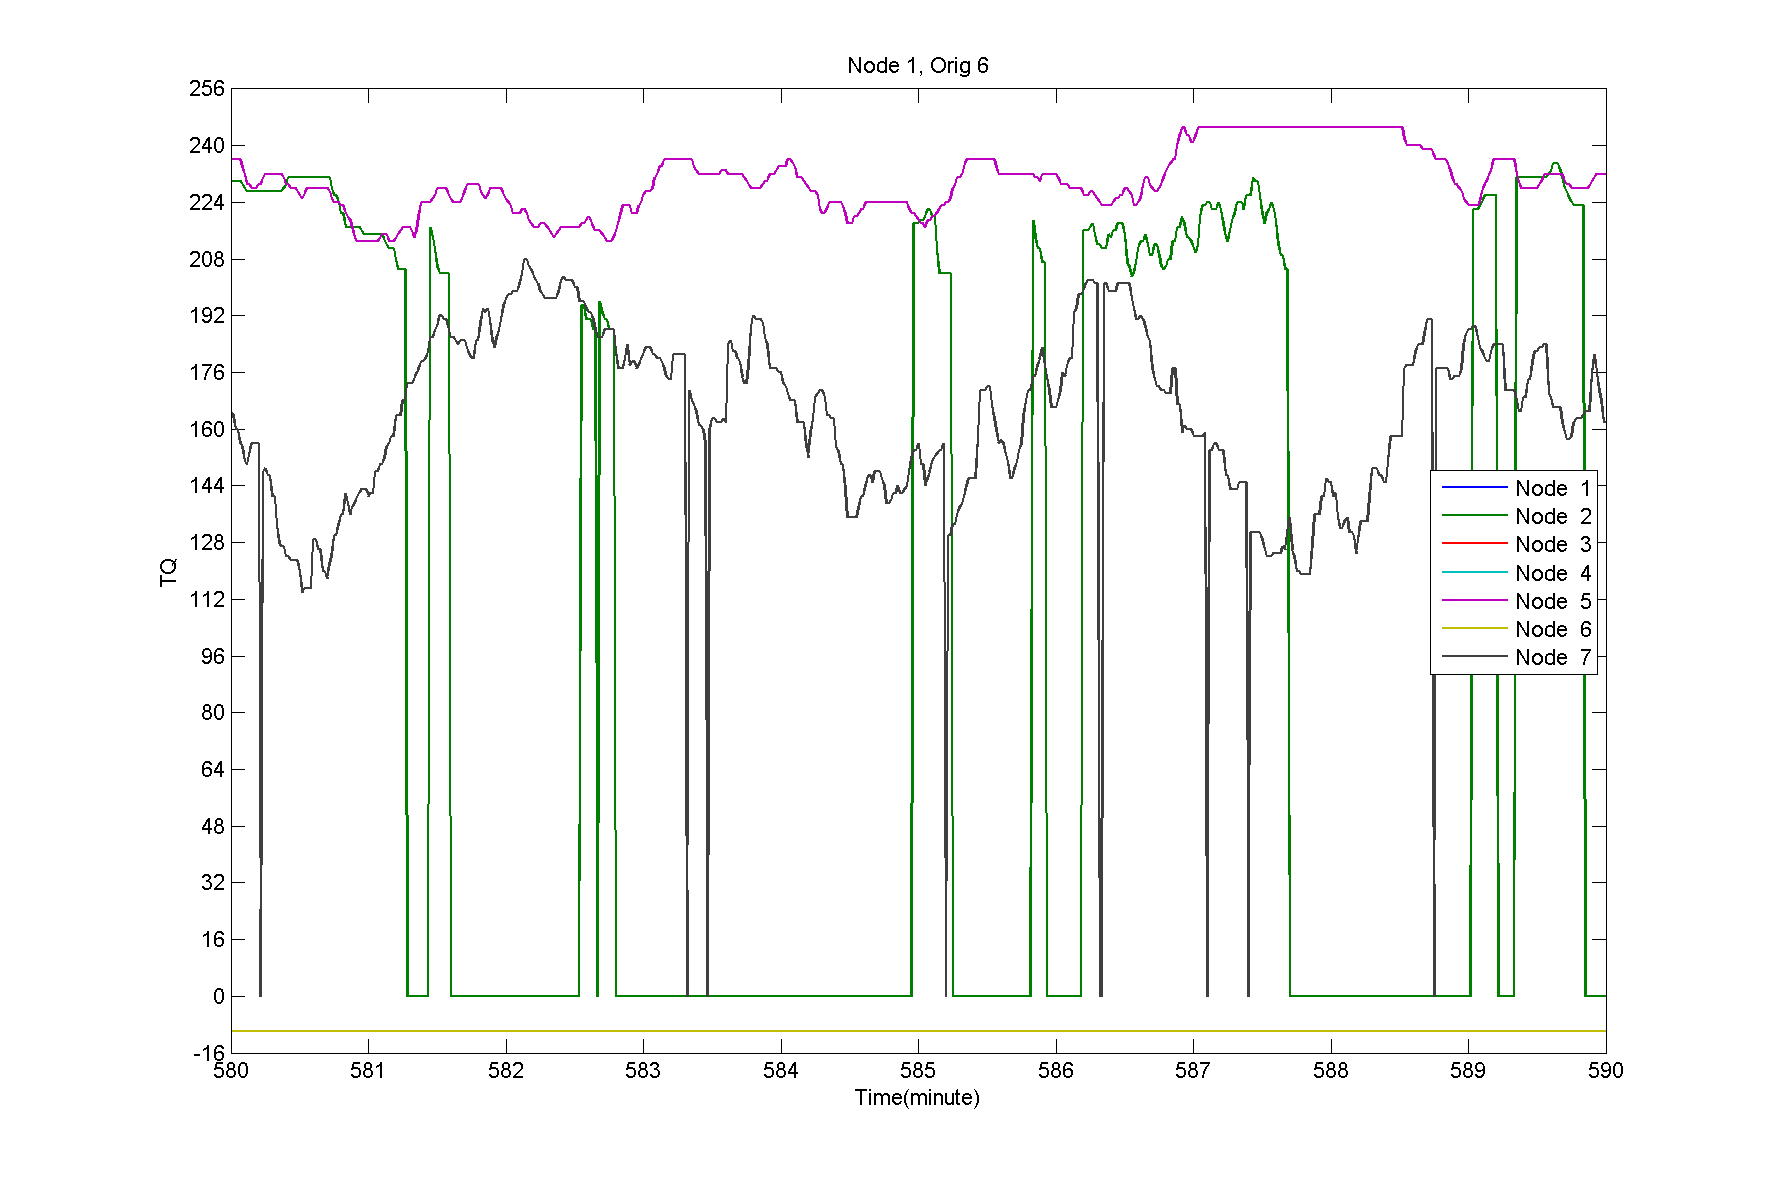 Node 1, Orig 6
256
240
224
208
192
176
160
144
128
112
96
80
64
48
32
16
0
-16
TQ
Node 1
Node 2
Node 3
Node 4
Node 5
Node 6
Node 7
580 581 582 583 584 585 586 587 588 589 590
Time(minute)